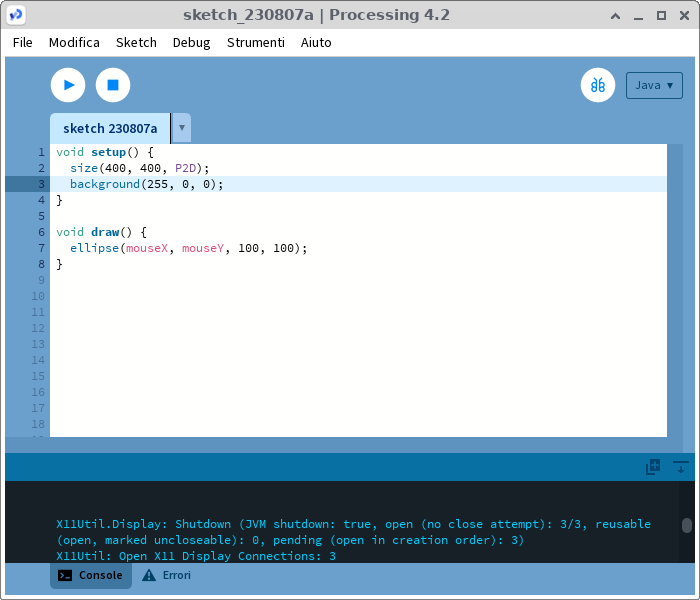 sketch_230807a | Processing 4.2
File Modifica Sketch Debug Strumenti Aiuto
Java ▾
sketch 230807a ▾
1 void setup() {
2   size(400, 400, P2D);
3   background(255, 0, 0);
4 }
5
6 void draw() {
7   ellipse(mouseX, mouseY, 100, 100);
8 }
9
10
11
12
13
14
15
16
17
18
X11Util.Display: Shutdown (JVM shutdown: true, open (no close attempt): 3/3, reusable
(open, marked uncloseable): 0, pending (open in creation order): 3)
X11Util: Open X11 Display Connections: 3
Console Errori